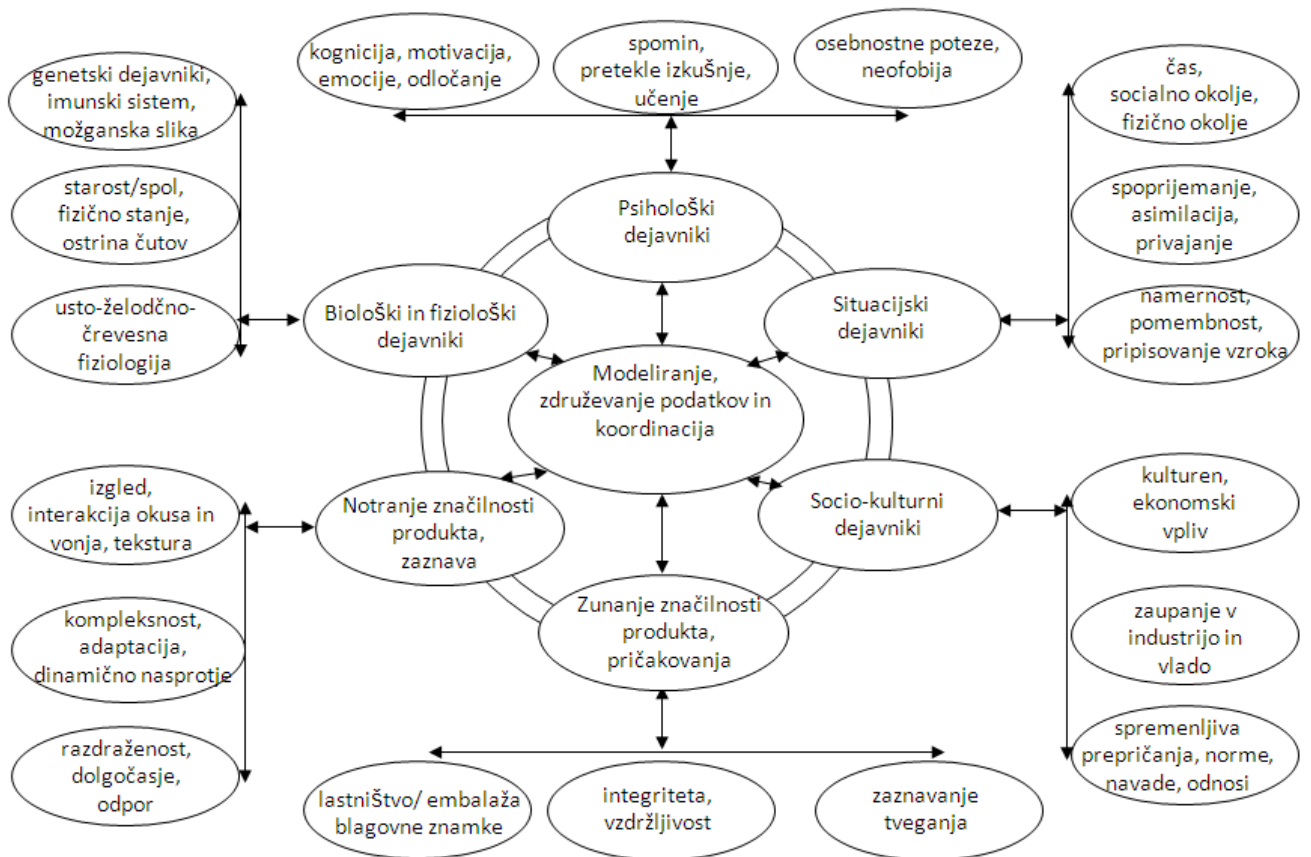 kognicija, motivacija,
emocije, odločanje
spomin,
pretekle izkušnje,
učenje
osebnostne poteze,
neofobija
genetski dejavniki,
imunski sistem,
možganska slika
čas,
socialno okolje,
fizično okolje
starost/spol,
fizično stanje,
ostrina čutov
Psihološki
dejavniki
spoprijemanje,
asimilacija,
privajanje
usto-želodčno-
črevesna
fiziologija
Biološki in fiziološki
dejavniki
Situacijski
dejavniki
namernost,
pomembnost,
pripisovanje vzroka
Modeliranje,
združevanje podatkov in
koordinacija
izgled,
interakcija okusa in
vonja, tekstura
Notranje značilnosti
produkta,
zaznava
Socio-kulturni
dejavniki
kulturen,
ekonomski
vpliv
kompleksnost,
adaptacija,
dinamično nasprotje
Zunanje značilnosti
produkta,
pričakovanja
zaupanje v
industrijo in
vlado
razdraženost,
dolgočasje,
odpor
spremenljiva
prepričanja, norme,
navade, odnosi
lastništvo/ embalaža
blagovne znamke
integriteta,
vzdržljivost
zaznavanje
tveganja